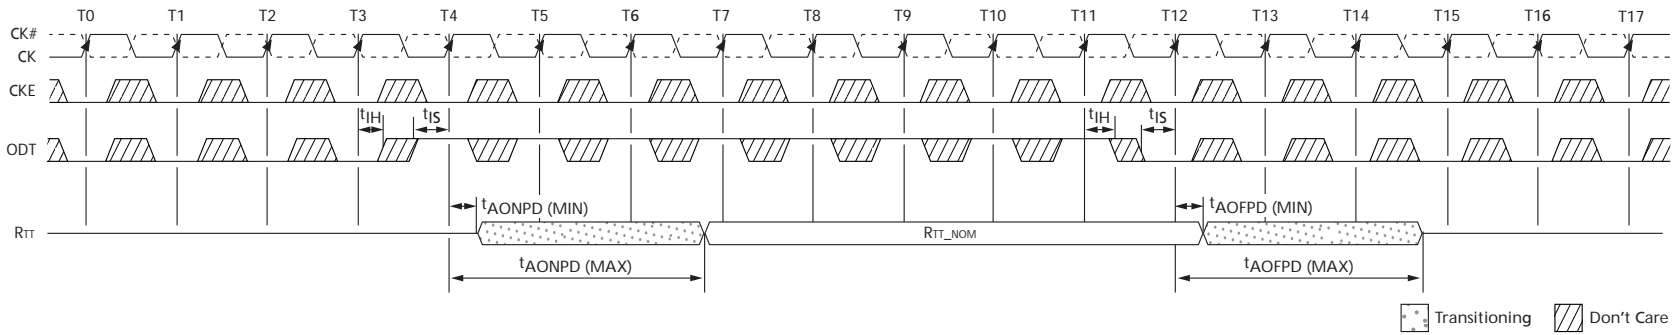 T0 T1 T2 T3 T4 T5 T6 T7 T8 T9 T10 T11 T12 T13 T14 T15 T16 T17
CK#
CK
CKE
tIH tIS tIH tIS
ODT
tAONPD (MIN) tAOFPD (MIN)
RTT RTT_NOM
tAONPD (MAX) tAOFPD (MAX)
Transitioning Don't Care